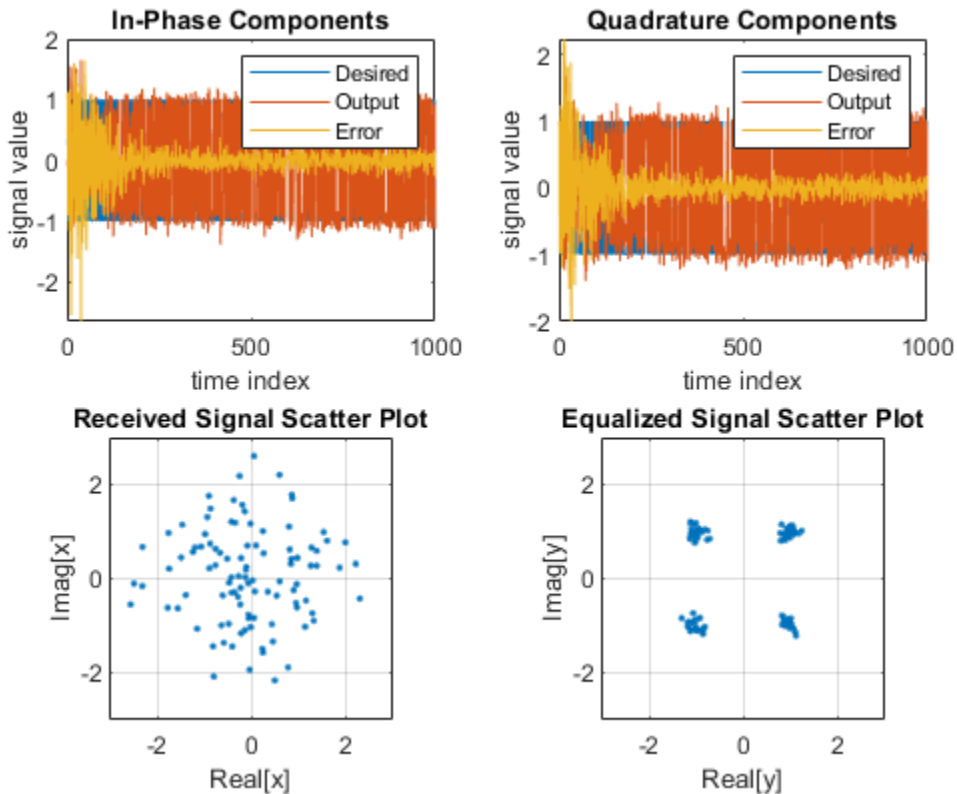 In-Phase Components
2
1
0
-1
-2
signal value
Desired
Output
Error
0
500
1000
time index
Quadrature Components
2
1
0
-1
-2
signal value
Desired
Output
Error
0
500
1000
time index
Received Signal Scatter Plot
2
0
-2
Imag[x]
-2
0
2
Real[x]
Equalized Signal Scatter Plot
2
0
-2
Imag[y]
-2
0
2
Real[y]